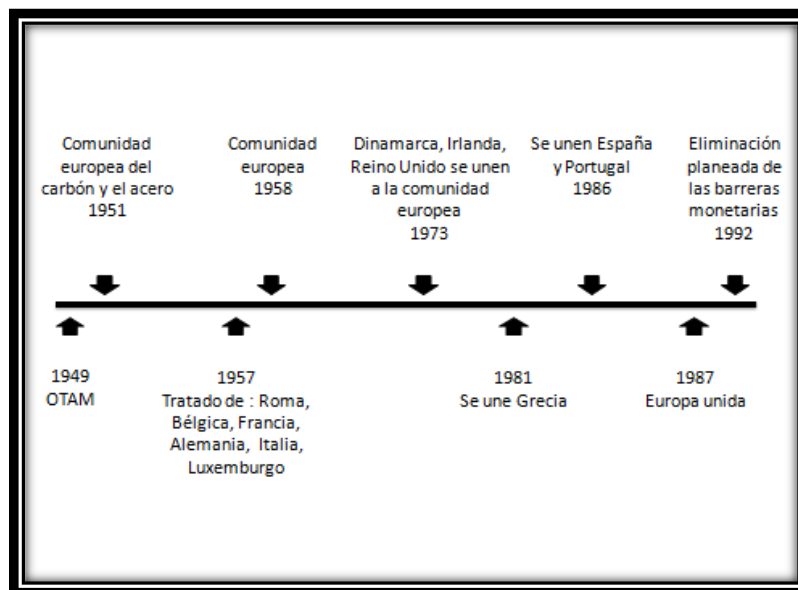 Comunidad
europea del
carbón y el acero
1951
Comunidad
europea
1958
Dinamarca, Irlanda,
Reino Unido se unen
a la comunidad
europea
1973
Se unen España
y Portugal
1986
Eliminación
planeada de
las barreras
monetarias
1992
1949
OTAM
1957
Tratado de : Roma,
Bélgica, Francia,
Alemania, Italia,
Luxemburgo
1981
Se une Grecia
1987
Europa unida